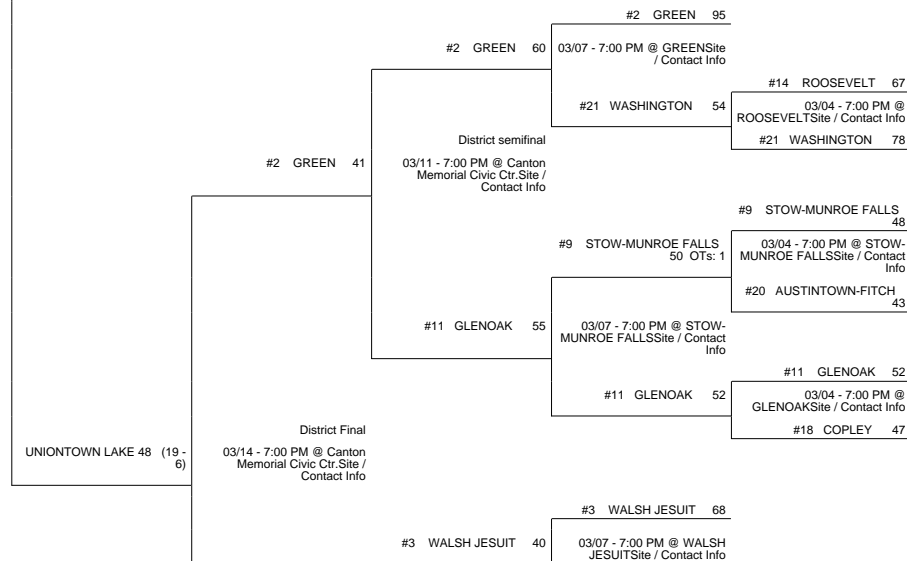 #2 GREEN 95
#2 GREEN 60
03/07 - 7:00 PM @ GREENSite
/ Contact Info
#14 ROOSEVELT 67
#21 WASHINGTON 54
03/04 - 7:00 PM @
ROOSEVELTSite / Contact Info
#21 WASHINGTON 78
District semifinal
#2 GREEN 41
03/11 - 7:00 PM @ Canton
Memorial Civic Ctr.Site /
Contact Info
#9 STOW-MUNROE FALLS
48
#9 STOW-MUNROE FALLS
50 OTs: 1
03/04 - 7:00 PM @ STOW-
MUNROE FALLSSite / Contact
Info
#20 AUSTINTOWN-FITCH
43
#11 GLENOAK 55
03/07 - 7:00 PM @ STOW-
MUNROE FALLSSite / Contact
Info
#11 GLENOAK 52
#11 GLENOAK 52
03/04 - 7:00 PM @
GLENOAKSite / Contact Info
#18 COPLEY 47
District Final
UNIONTOWN LAKE 48 (19 -
6)
03/14 - 7:00 PM @ Canton
Memorial Civic Ctr.Site /
Contact Info
#3 WALSH JESUIT 68
#3 WALSH JESUIT 40
03/07 - 7:00 PM @ WALSH
JESUITSite / Contact Info